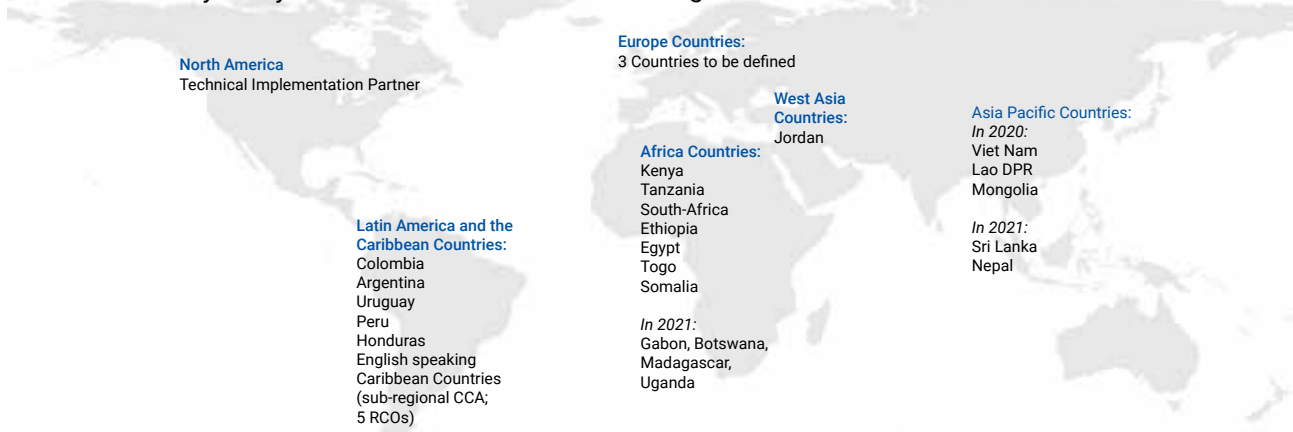 North America
Technical Implementation Partner
Europe Countries:
3 Countries to be defined
West Asia
Countries:
Jordan
Asia Pacific Countries:
In 2020:
Viet Nam
Lao DPR
Mongolia
In 2021:
Sri Lanka
Nepal
Africa Countries:
Kenya
Tanzania
South-Africa
Ethiopia
Egypt
Togo
Somalia
In 2021:
Gabon, Botswana,
Madagascar,
Uganda
Latin America and the
Caribbean Countries:
Colombia
Argentina
Uruguay
Peru
Honduras
English speaking
Caribbean Countries
(sub-regional CCA;
5 RCOs)